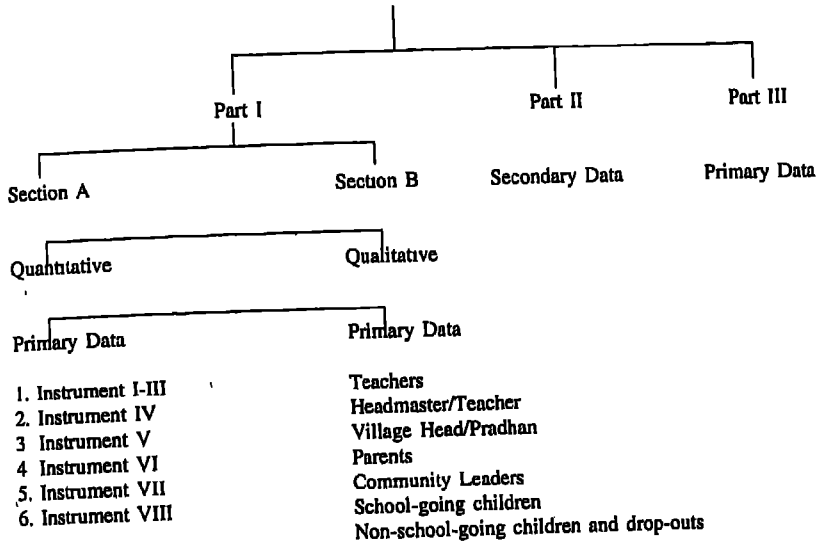 Part I Part II Part III
Section A Section B Secondary Data Primary Data
Quantitative Qualitative
Primary Data Primary Data
1. Instrument I-III
2. Instrument IV
3 Instrument V
4 Instrument VI
5. Instrument VII
6. Instrument VIII
Teachers
Headmaster/Teacher
Village Head/Pradhan
Parents
Community Leaders
School-going children
Non-school-going children and drop-outs